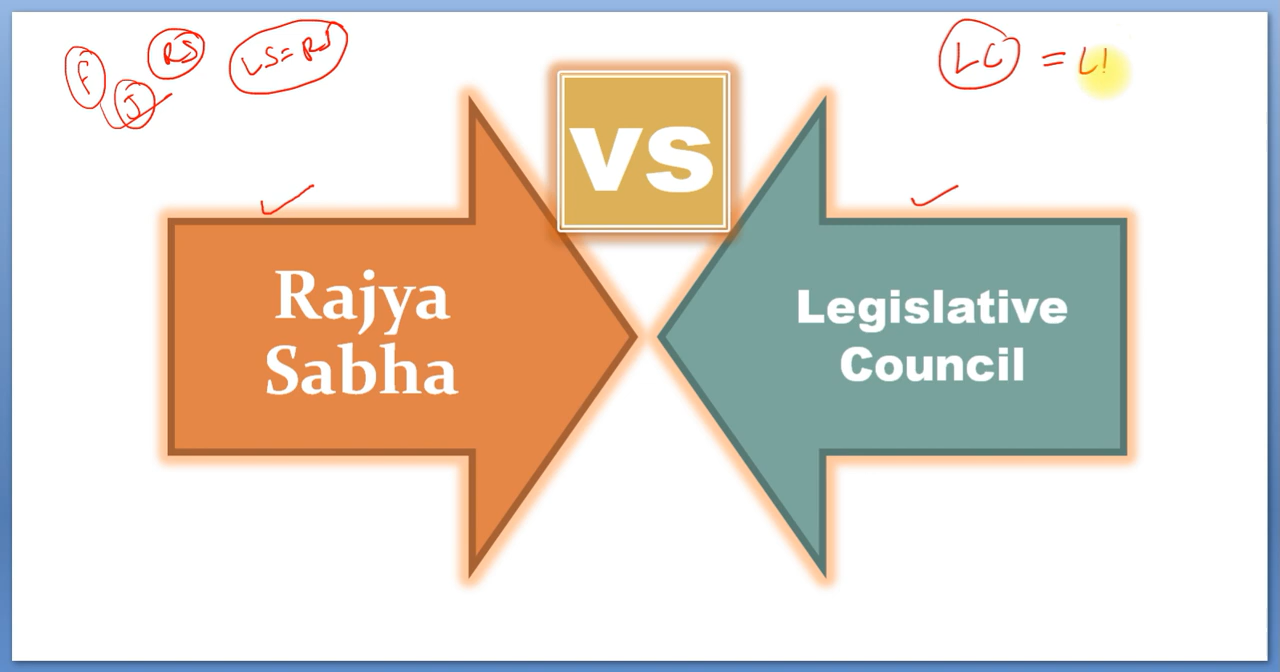 F
J
RS
LS=RS
LC =
VS
Rajya
Sabha
Legislative
Council